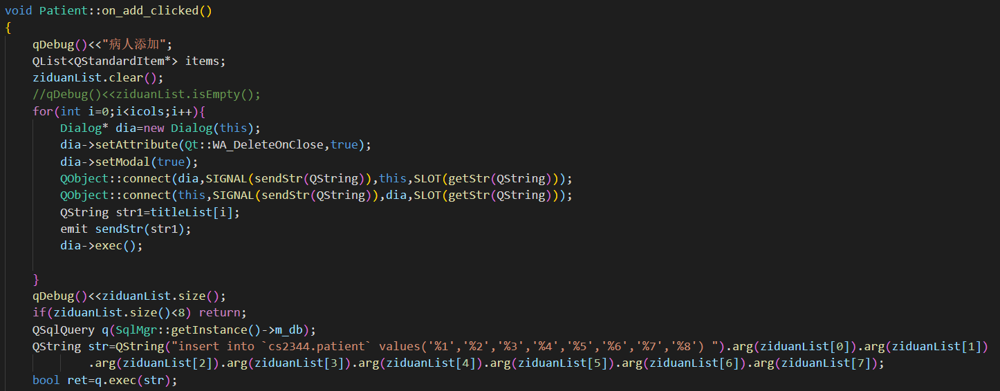 void Patient::on_add_clicked()
{
    qDebug()<<"病人添加";
    QList<QStandardItem*> items;
    ziduanList.clear();
    //qDebug()<<ziduanList.isEmpty();
    for(int i=0;i<icols;i++){
        Dialog* dia=new Dialog(this);
        dia->setAttribute(Qt::WA_DeleteOnClose,true);
        dia->setModal(true);
        QObject::connect(dia,SIGNAL(sendStr(QString)),this,SLOT(getStr(QString)));
        QObject::connect(this,SIGNAL(sendStr(QString)),dia,SLOT(getStr(QString)));
        QString str1=titleList[i];
        emit sendStr(str1);
        dia->exec();
    }
    qDebug()<<ziduanList.size();
    if(ziduanList.size()<8) return;
    QSqlQuery q(SqlMgr::getInstance()->m_db);
    QString str=QString("insert into `cs2344.patient` values('%1','%2','%3','%4','%5','%6','%7','%8') ").arg(ziduanList[0]).arg(ziduanList[1])
            .arg(ziduanList[2]).arg(ziduanList[3]).arg(ziduanList[4]).arg(ziduanList[5]).arg(ziduanList[6]).arg(ziduanList[7]);
    bool ret=q.exec(str);